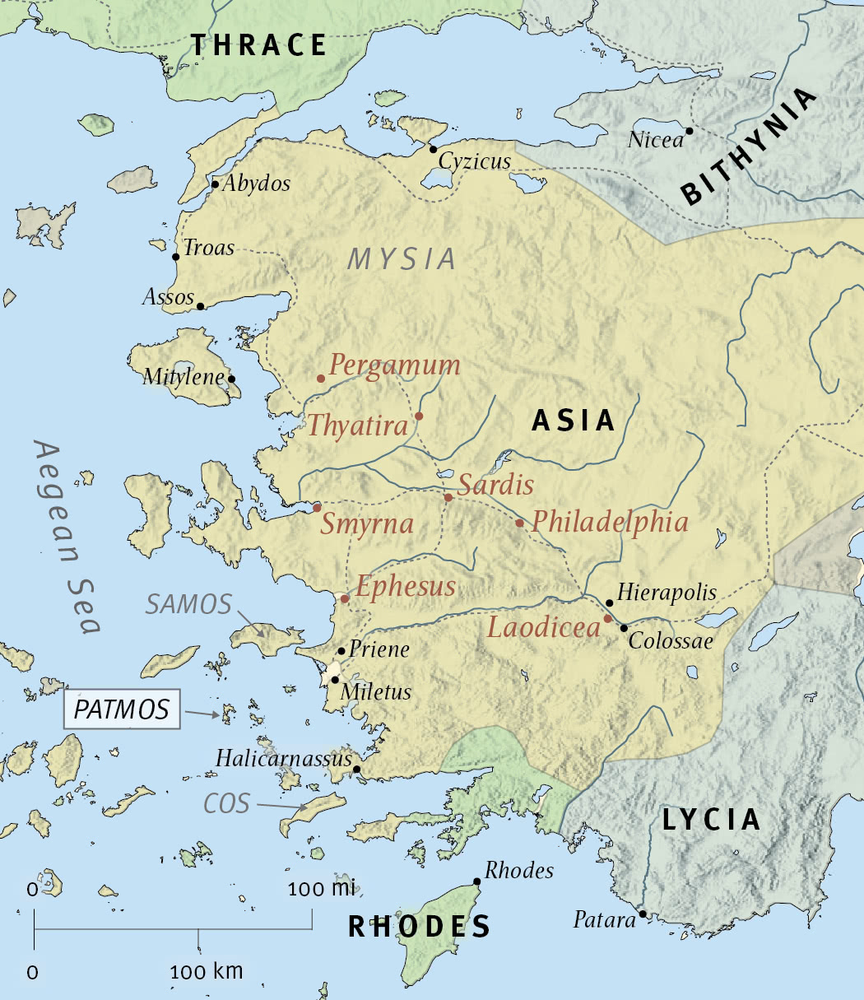 THRACE
BITHYNIA
Nicea
Cyzicus
Abydos
Troas
MYSIA
Assos
Pergamum
Mitylene
Thyatira
ASIA
Aegean Sea
Sardis
Smyrna
Philadelphia
Ephesus
Hierapolis
SAMOS
Laodicea
Colossae
Priene
Miletus
PATMOS
Halicarnassus
COS
LYCIA
Rhodes
0 100 mi
RHODES
Patara
0 100 km